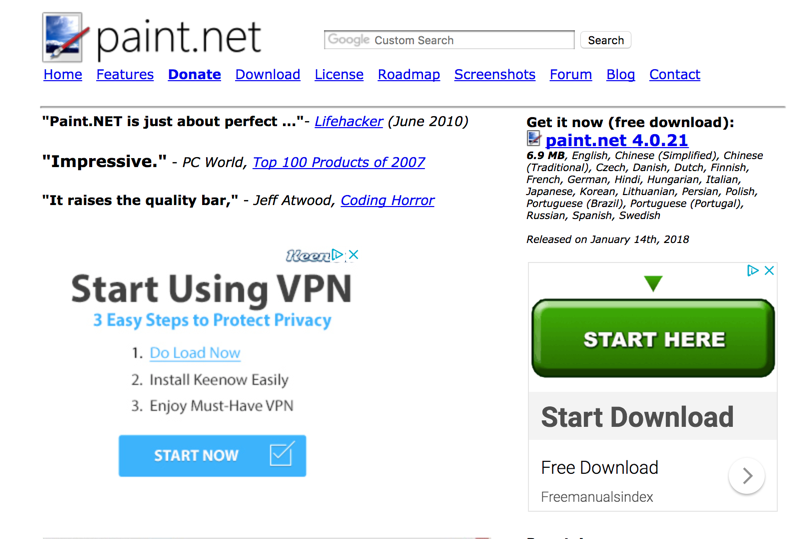 paint.net
Google Custom Search
Search
Home Features Donate Download License Roadmap Screenshots Forum Blog Contact
"Paint.NET is just about perfect ..."- Lifehacker (June 2010)
"Impressive." - PC World, Top 100 Products of 2007
"It raises the quality bar," - Jeff Atwood, Coding Horror
Keen
Start Using VPN
3 Easy Steps to Protect Privacy
1. Do Load Now
2. Install Keenow Easily
3. Enjoy Must-Have VPN
START NOW
Get it now (free download):
paint.net 4.0.21
6.9 MB, English, Chinese (Simplified), Chinese
(Traditional), Czech, Danish, Dutch, Finnish,
French, German, Hindi, Hungarian, Italian,
Japanese, Korean, Lithuanian, Persian, Polish,
Portuguese (Brazil), Portuguese (Portugal),
Russian, Spanish, Swedish
Released on January 14th, 2018
START HERE
Start Download
Free Download
Freemanualsindex